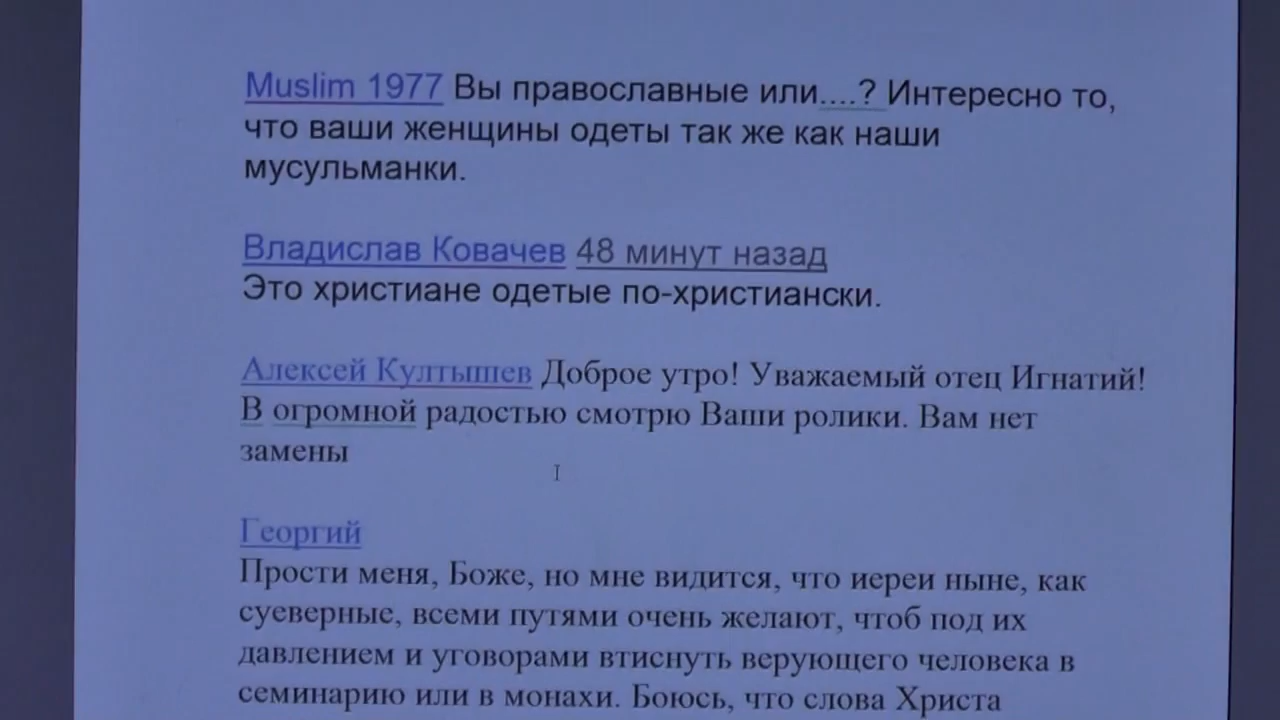 Muslim 1977 Вы православные или....? Интересно то,
что ваши женщины одеты так же как наши
мусульманки.
Владислав Ковачев 48 минут назад
Это христиане одетые по-христиански.
Алексей Култышев Доброе утро! Уважаемый отец Игнатий!
В огромной радостью смотрю Ваши ролики. Вам нет
замены
Георгий
Прости меня, Боже, но мне видится, что иереи ныне, как
суеверные, всеми путями очень желают, чтоб под их
давлением и уговорами втиснуть верующего человека в
семинарию или в монахи. Боюсь, что слова Христа